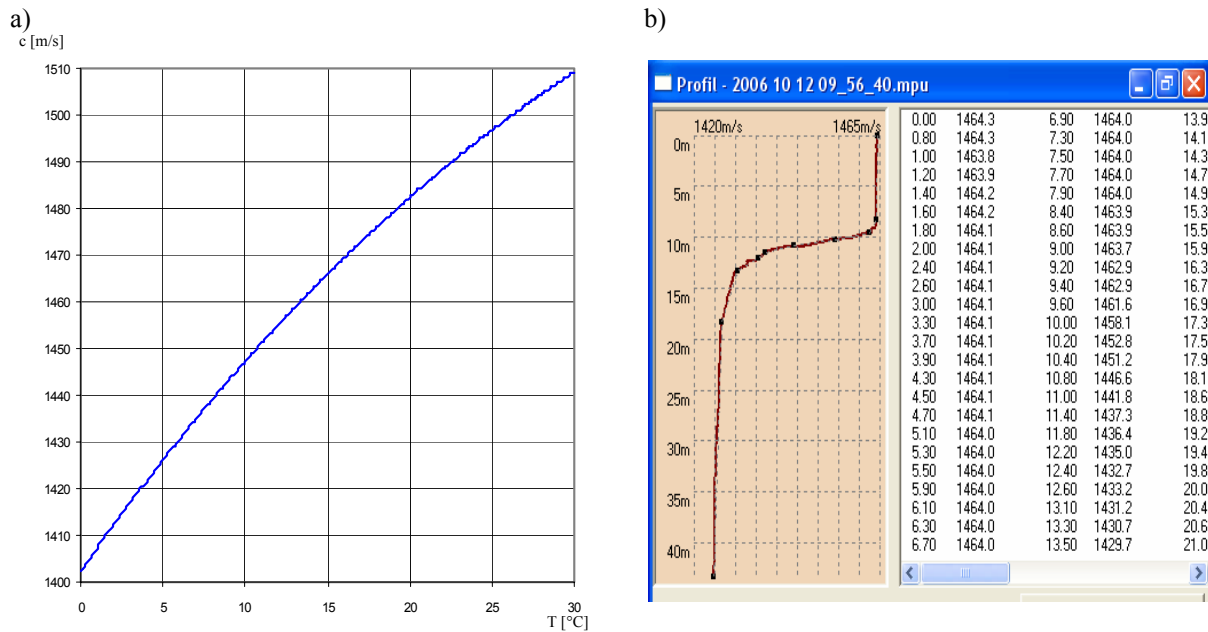 a)
c [m/s]
1510
1500
1490
1480
1470
1460
1450
1440
1430
1420
1410
1400
0 5 10 15 20 25 30
T [°C]
b)
Profil - 2006 10 12 09_56_40.mpu
1420m/s 1465m/s
0m
5m
10m
15m
20m
25m
30m
35m
40m
0.00 1464.3 6.90 1464.0 13.9
0.80 1464.3 7.30 1464.0 14.1
1.00 1463.8 7.50 1464.0 14.3
1.20 1463.9 7.70 1464.0 14.7
1.40 1464.2 7.90 1464.0 14.9
1.60 1464.2 8.40 1463.9 15.3
1.80 1464.1 8.60 1463.9 15.5
2.00 1464.1 9.00 1463.7 15.9
2.40 1464.1 9.20 1462.9 16.3
2.60 1464.1 9.40 1462.9 16.7
3.00 1464.1 9.60 1461.6 16.9
3.30 1464.1 10.00 1458.1 17.3
3.70 1464.1 10.20 1452.8 17.5
3.90 1464.1 10.40 1451.2 17.9
4.30 1464.1 10.80 1446.6 18.1
4.50 1464.1 11.00 1441.8 18.6
4.70 1464.1 11.40 1437.3 18.8
5.10 1464.0 11.80 1436.4 19.2
5.30 1464.0 12.20 1435.0 19.4
5.50 1464.0 12.40 1432.7 19.8
5.90 1464.0 12.60 1433.2 20.0
6.10 1464.0 13.10 1431.2 20.4
6.30 1464.0 13.30 1430.7 20.6
6.70 1464.0 13.50 1429.7 21.0